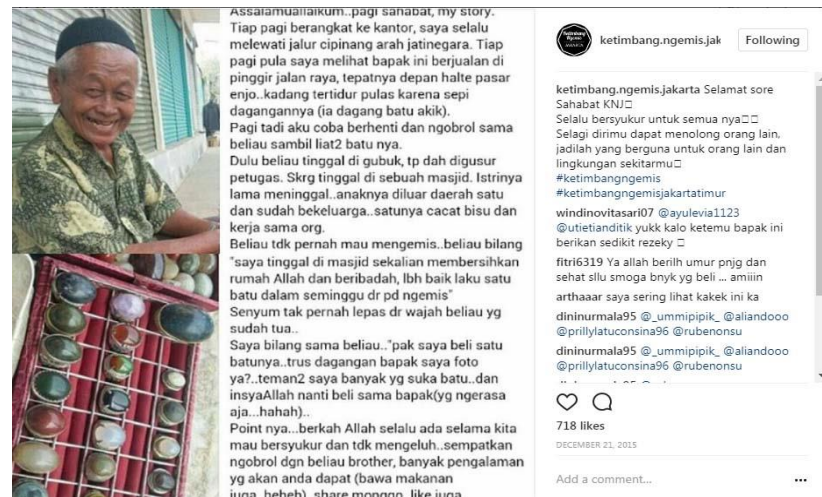 Assalamuallaikum..pagi sahabat, my story.
Tiap pagi berangkat ke kantor, saya selalu
melewati jalur cipinang arah jatinegara. Tiap
pagi pula saya melihat bapak ini berjualan di
pinggir jalan raya, tepatnya depan halte pasar
enjo..kadang tertidur pulas karena sepi
dagangannya (ia dagang batu akik).
Pagi tadi aku coba berhenti dan ngobrol sama
beliau sambil liat2 batu nya.
Dulu beliau tinggal di gubuk, tp dah digusur
petugas. Skrg tinggal di sebuah masjid. Istrinya
lama meninggal..anaknya diluar daerah satu
dan sudah bekeluarga..satunya cacat bisu dan
kerja sama org.
Beliau tdk pernah mau mengemis..beliau bilang
"saya tinggal di masjid sekalian membersihkan
rumah Allah dan beribadah, lbh baik laku satu
batu dalam seminggu dr pd ngemis"
Senyum tak pernah lepas dr wajah beliau yg
sudah tua..
Saya bilang sama beliau.."pak saya beli satu
batunya..trus dagangan bapak saya foto
ya?..teman2 saya banyak yg suka batu..dan
insyaAllah nanti beli sama bapak(yg ngerasa
aja...hahah)..
Point nya...berkah Allah selalu ada selama kita
mau bersyukur dan tdk mengeluh..sempatkan
ngobrol dgn beliau brother, banyak pengalaman
yg akan anda dapat (bawa makanan
juga..heheh)..share monggo, like juga
ketimbang.ngemis.jak
Following
ketimbang.ngemis.jakarta Selamat sore
Sahabat KNJ
Selalu bersyukur untuk semua nya
Selagi dirimu dapat menolong orang lain,
jadilah yang berguna untuk orang lain dan
lingkungan sekitarmu
#ketimbangngemis
#ketimbangngemisjakartatimur
windinovitasari07 @ayulevia1123
@utietianditik yukk kalo ketemu bapak ini
berikan sedikit rezeky
fitri6319 Ya allah berilh umur pnjg dan
sehat sllu smoga bnyk yg beli ... amiiin
arthaaar saya sering lihat kakek ini ka
dininurmala95 @_ummipipik_ @aliandooo
@prillylatuconsina96 @rubenonsu
dininurmala95 @_ummipipik_ @aliandooo
@prillylatuconsina96 @rubenonsu
718 likes
DECEMBER 21, 2015
Add a comment...